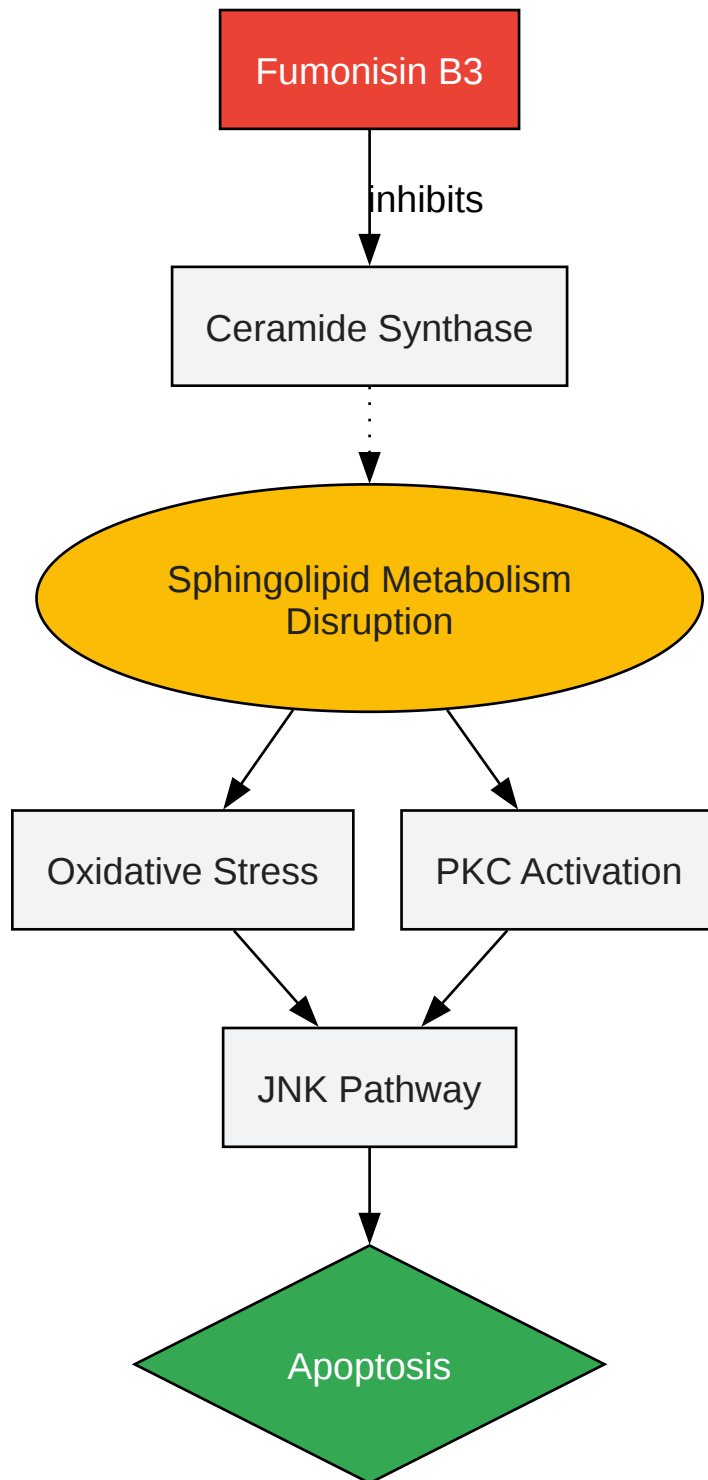 Fumonisin B3
inhibits
Ceramide Synthase
Sphingolipid Metabolism
Disruption
Oxidative Stress
PKC Activation
JNK Pathway
Apoptosis